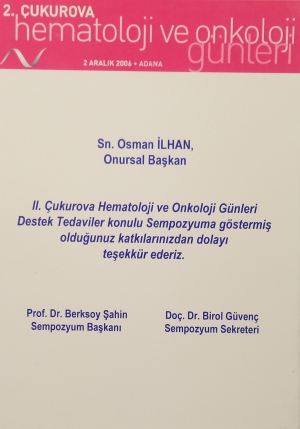 2. ÇUKUROVA
hematoloji ve onkoloji
günleri
2 ARALIK 2006 • ADANA
Sn. Osman İLHAN,
Onursal Başkan
II. Çukurova Hematoloji ve Onkoloji Günleri
Destek Tedaviler konulu Sempozyuma göstermiş
olduğunuz katkılarınızdan dolayı
teşekkür ederiz.
Prof. Dr. Berksoy Şahin
Sempozyum Başkanı
Doç. Dr. Birol Güvenç
Sempozyum Sekreteri